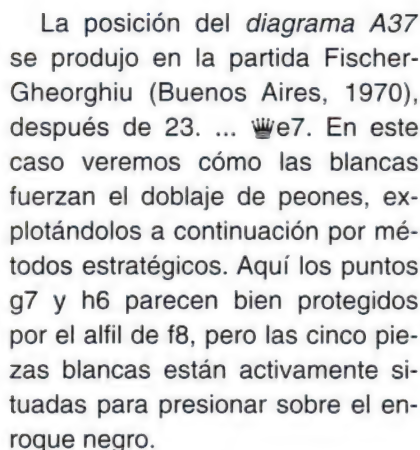 La posición del diagrama A37
se produjo en la partida Fischer-
Gheorghiu (Buenos Aires, 1970),
después de 23. ... ♛e7. En este
caso veremos cómo las blancas
fuerzan el doblaje de peones, ex-
plotándolos a continuación por mé-
todos estratégicos. Aquí los puntos
g7 y h6 parecen bien protegidos
por el alfil de f8, pero las cinco pie-
zas blancas están activamente si-
tuadas para presionar sobre el en-
roque negro.